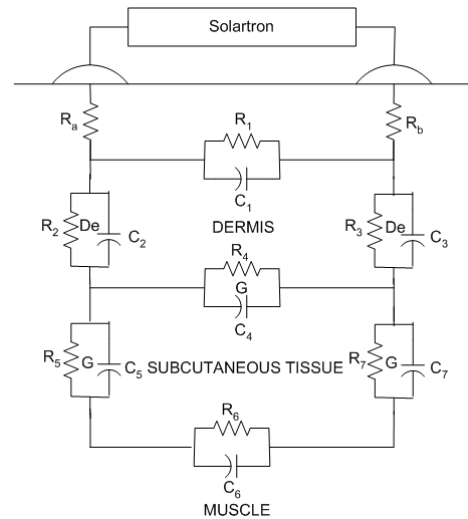 Solartron
Ra
Rb
R1
C1
DERMIS
R2
De
C2
R3
De
C3
R4
G
C4
R5
G
C5
SUBCUTANEOUS TISSUE
R7
G
C7
R6
C6
MUSCLE